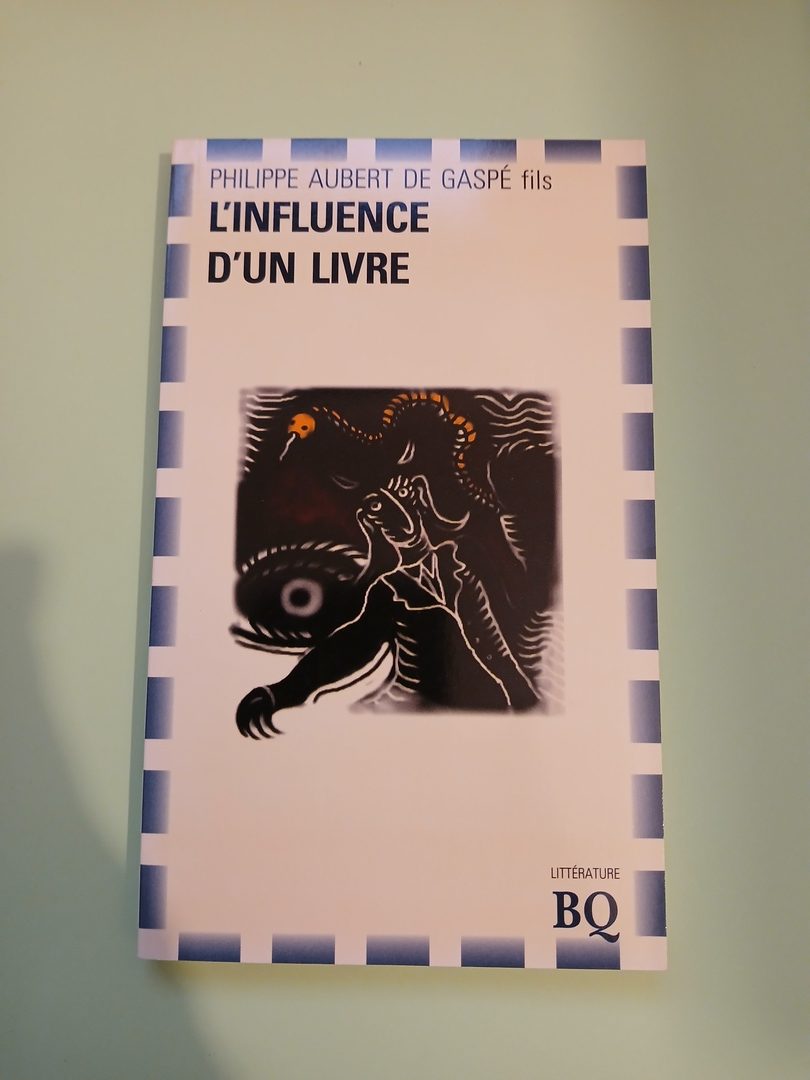 PHILIPPE AUBERT DE GASPÉ fils
L'INFLUENCE
D'UN LIVRE
LITTÉRATURE
BQ